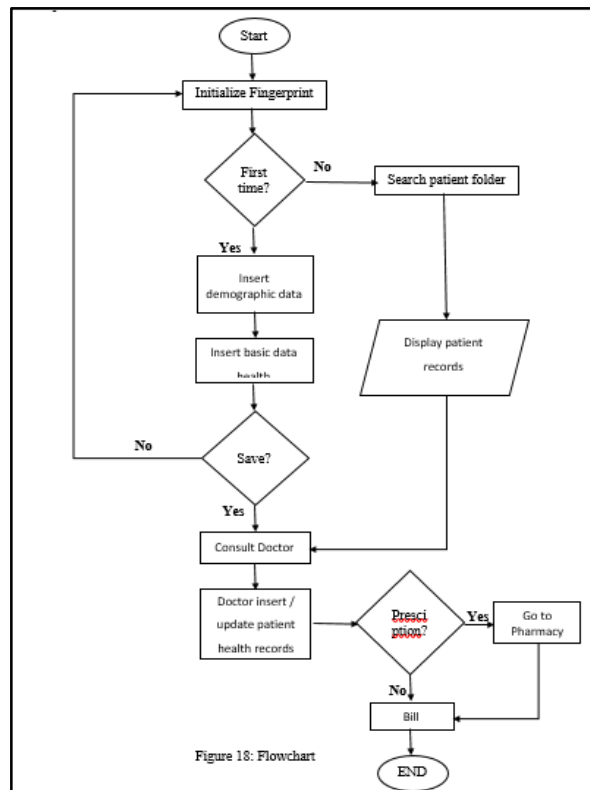 Start
Initialize Fingerprint
First
time?
No
Search patient folder
Yes
Insert
demographic data
Display patient
records
Insert basic data
health
No
Save?
Yes
Consult Doctor
Doctor insert /
update patient
health records
Presci
ption?
Yes
Go to
Pharmacy
No
Bill
Figure 18: Flowchart
END